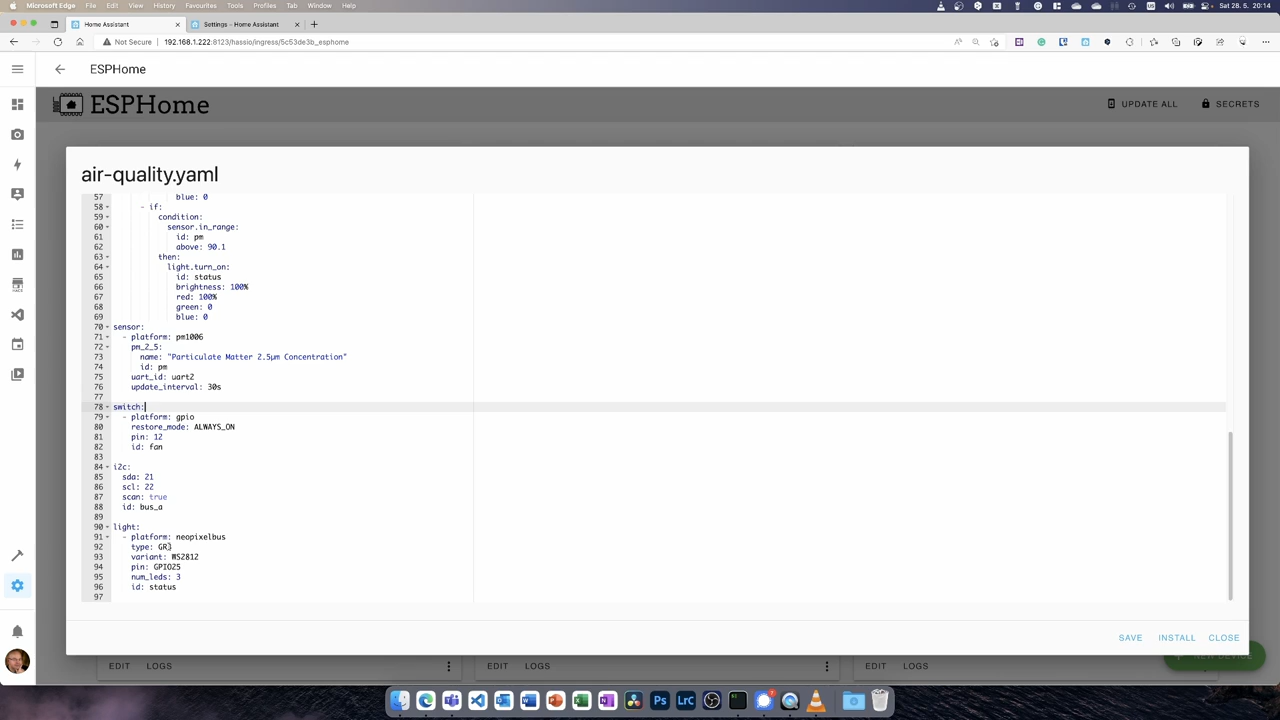 Microsoft Edge File Edit View History Favourites Tools Profiles Tab Window Help
Sat 28. 5. 20:14
Home Assistant
Settings – Home Assistant
Not Secure 192.168.1.222:8123/hassio/ingress/5c53de3b_esphome
ESPHome
ESPHome
UPDATE ALL
SECRETS
air-quality.yaml
57 blue: 0
58 - if:
59 condition:
60 sensor.in_range:
61 id: pm
62 above: 90.1
63 then:
64 light.turn_on:
65 id: status
66 brightness: 100%
67 red: 100%
68 green: 0
69 blue: 0
70 sensor:
71 - platform: pm1006
72 pm_2_5:
73 name: "Particulate Matter 2.5µm Concentration"
74 id: pm
75 uart_id: uart2
76 update_interval: 30s
77
78 switch:
79 - platform: gpio
80 restore_mode: ALWAYS_ON
81 pin: 12
82 id: fan
83
84 i2c:
85 sda: 21
86 scl: 22
87 scan: true
88 id: bus_a
89
90 light:
91 - platform: neopixelbus
92 type: GRB
93 variant: WS2812
94 pin: GPIO25
95 num_leds: 3
96 id: status
97
SAVE INSTALL CLOSE
EDIT LOGS
EDIT LOGS
EDIT LOGS
NEW DEVICE